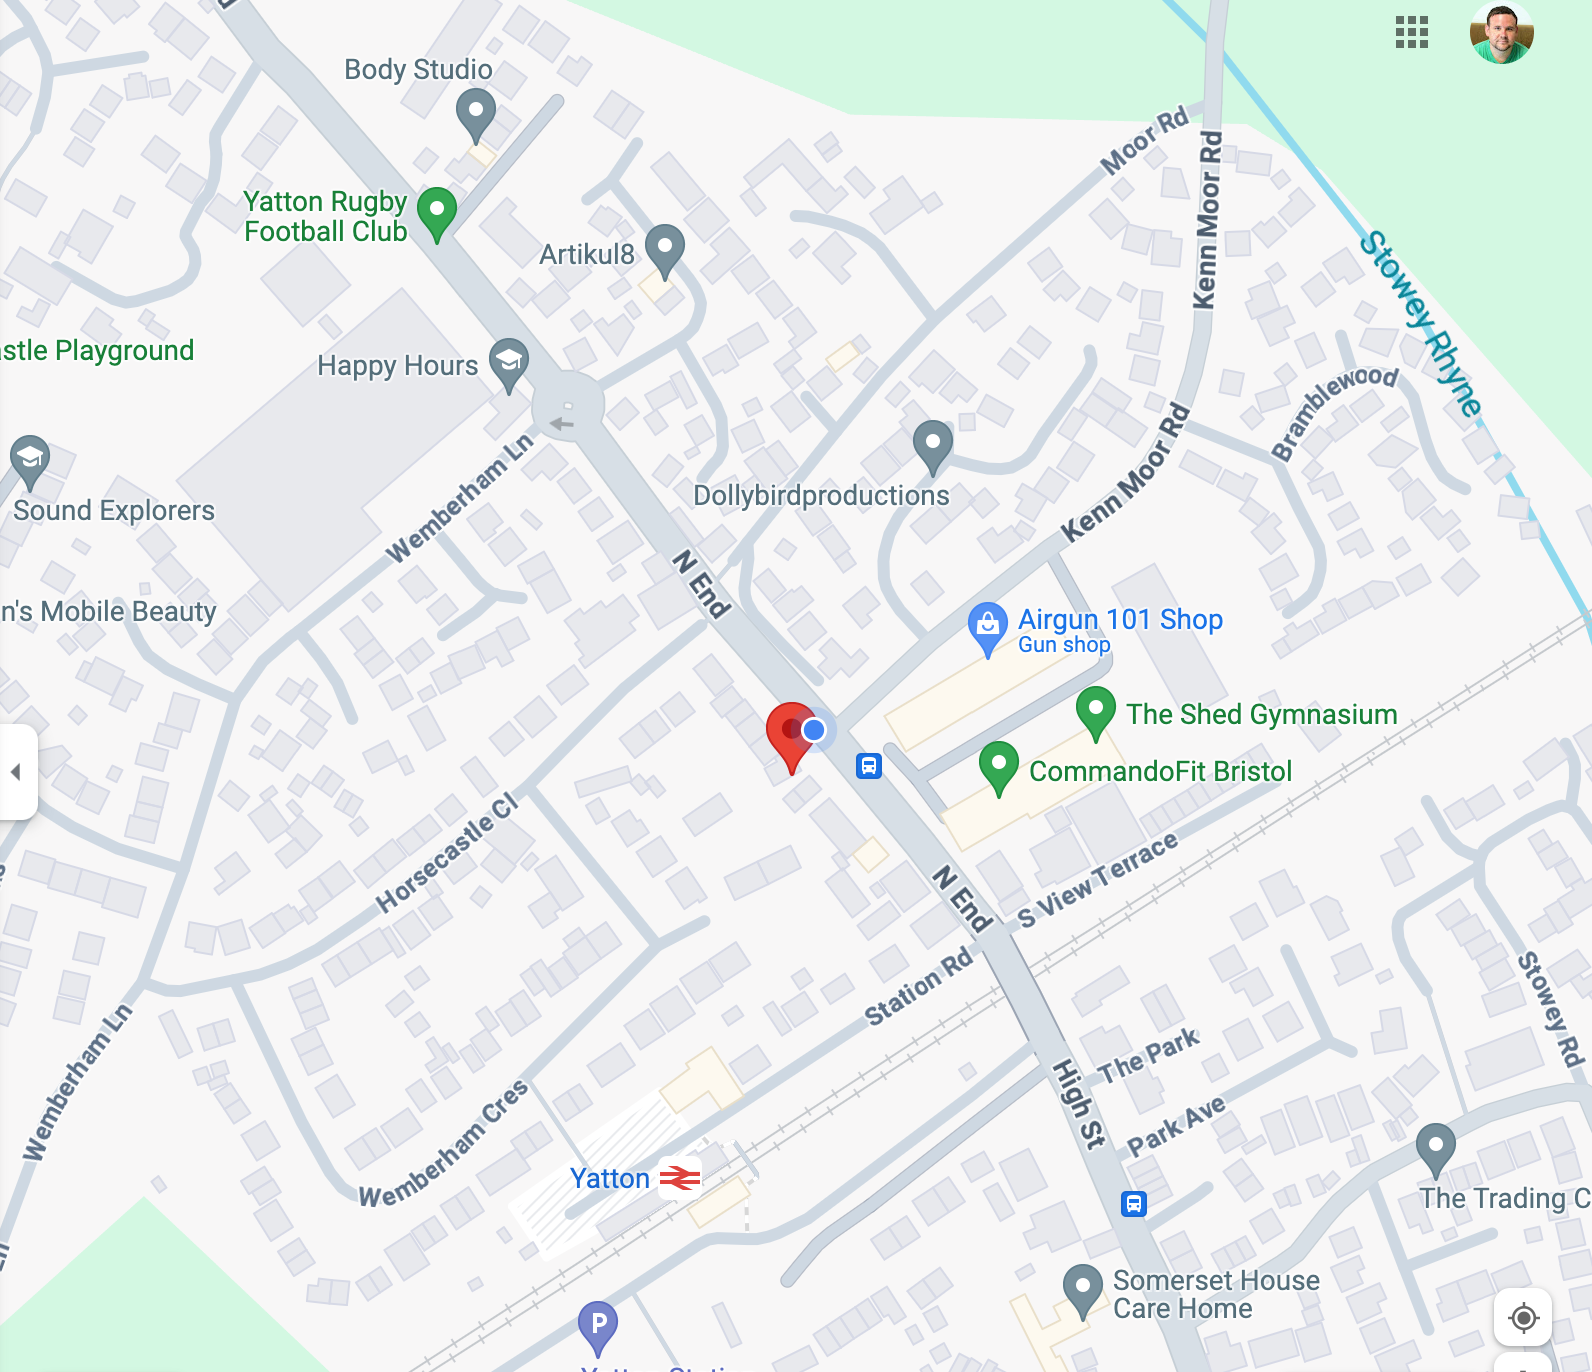 Body Studio
Moor Rd
Kenn Moor Rd
Yatton Rugby
Football Club
Artikul8
Stowey Rhyne
astle Playground
Happy Hours
Bramblewood
Kenn Moor Rd
Wemberham Ln
Sound Explorers
Dollybirdproductions
N End
n's Mobile Beauty
Airgun 101 Shop
Gun shop
The Shed Gymnasium
CommandoFit Bristol
Horsecastle Cl
S View Terrace
N End
Station Rd
Stowey Rd
Wemberham Ln
The Park
High St
Park Ave
Wemberham Cres
Yatton
The Trading C
Somerset House
Care Home
P